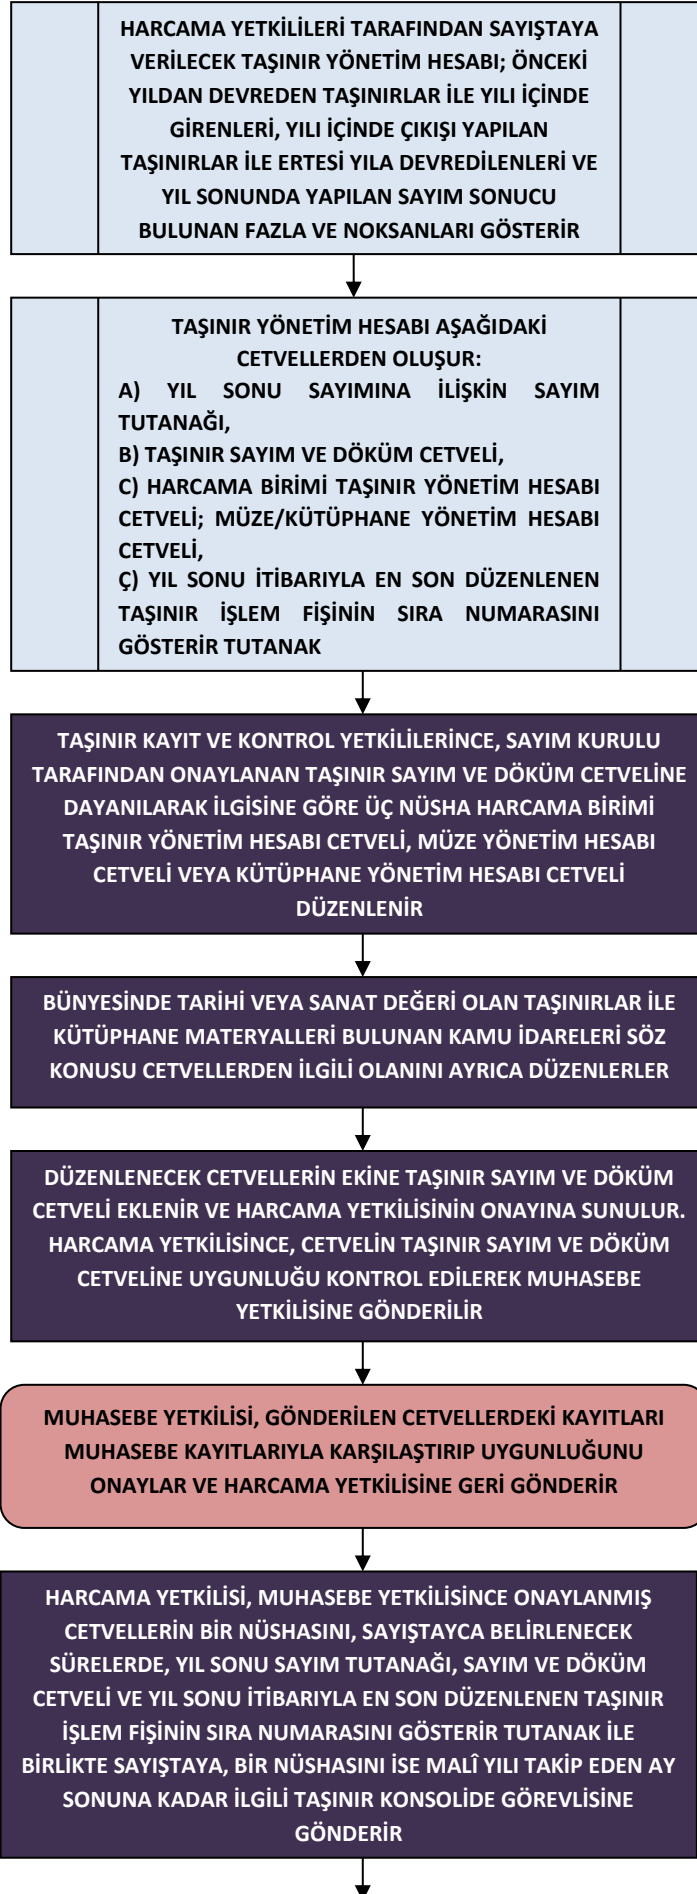 HARCAMA YETKİLİLERİ TARAFINDAN SAYIŞTAYA
VERİLECEK TAŞINIR YÖNETİM HESABI; ÖNCEKİ
YILDAN DEVREDEN TAŞINIRLAR İLE YILI İÇİNDE
GİRENLERİ, YILI İÇİNDE ÇIKIŞI YAPILAN
TAŞINIRLAR İLE ERTESİ YILA DEVREDİLENLERİ VE
YIL SONUNDA YAPILAN SAYIM SONUCU
BULUNAN FAZLA VE NOKSANLARI GÖSTERİR
TAŞINIR YÖNETİM HESABI AŞAĞIDAKİ
CETVELLERDEN OLUŞUR:
A) YIL SONU SAYIMINA İLİŞKİN SAYIM
TUTANAĞI,
B) TAŞINIR SAYIM VE DÖKÜM CETVELİ,
C) HARCAMA BİRİMİ TAŞINIR YÖNETİM HESABI
CETVELİ; MÜZE/KÜTÜPHANE YÖNETİM HESABI
CETVELİ,
Ç) YIL SONU İTİBARIYLA EN SON DÜZENLENEN
TAŞINIR İŞLEM FİŞİNİN SIRA NUMARASINI
GÖSTERİR TUTANAK
TAŞINIR KAYIT VE KONTROL YETKİLİLERİNCE, SAYIM KURULU
TARAFINDAN ONAYLANAN TAŞINIR SAYIM VE DÖKÜM CETVELİNE
DAYANILARAK İLGİSİNE GÖRE ÜÇ NÜSHA HARCAMA BİRİMİ
TAŞINIR YÖNETİM HESABI CETVELİ, MÜZE YÖNETİM HESABI
CETVELİ VEYA KÜTÜPHANE YÖNETİM HESABI CETVELİ
DÜZENLENİR
BÜNYESİNDE TARİHİ VEYA SANAT DEĞERİ OLAN TAŞINIRLAR İLE
KÜTÜPHANE MATERYALLERİ BULUNAN KAMU İDARELERİ SÖZ
KONUSU CETVELLERDEN İLGİLİ OLANINI AYRICA DÜZENLERLER
DÜZENLENECEK CETVELLERİN EKİNE TAŞINIR SAYIM VE DÖKÜM
CETVELİ EKLENİR VE HARCAMA YETKİLİSİNİN ONAYINA SUNULUR.
HARCAMA YETKİLİSİNCE, CETVELİN TAŞINIR SAYIM VE DÖKÜM
CETVELİNE UYGUNLUĞU KONTROL EDİLEREK MUHASEBE
YETKİLİSİNE GÖNDERİLİR
MUHASEBE YETKİLİSİ, GÖNDERİLEN CETVELLERDEKİ KAYITLARI
MUHASEBE KAYITLARIYLA KARŞILAŞTIRIP UYGUNLUĞUNU
ONAYLAR VE HARCAMA YETKİLİSİNE GERİ GÖNDERİR
HARCAMA YETKİLİSİ, MUHASEBE YETKİLİSİNCE ONAYLANMIŞ
CETVELLERİN BİR NÜSHASINI, SAYIŞTAYCA BELİRLENECEK
SÜRELERDE, YIL SONU SAYIM TUTANAĞI, SAYIM VE DÖKÜM
CETVELİ VE YIL SONU İTİBARIYLA EN SON DÜZENLENEN TAŞINIR
İŞLEM FİŞİNİN SIRA NUMARASINI GÖSTERİR TUTANAK İLE
BİRLİKTE SAYIŞTAYA, BİR NÜSHASINI İSE MALÎ YILI TAKİP EDEN AY
SONUNA KADAR İLGİLİ TAŞINIR KONSOLİDE GÖREVLİSİNE
GÖNDERİR